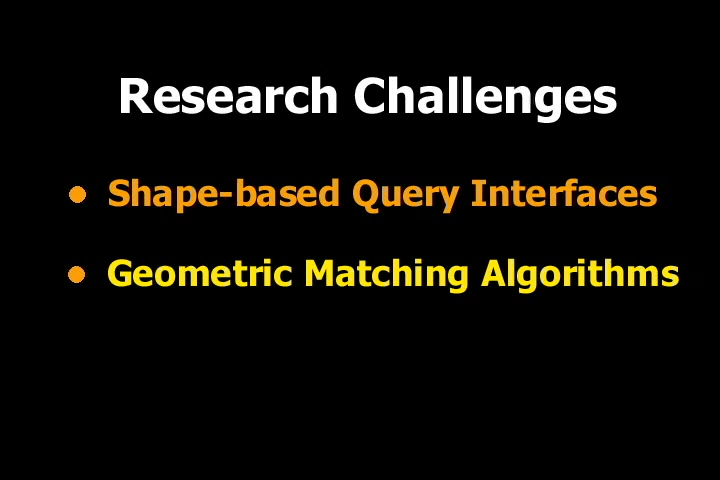 Research Challenges
Shape-based Query Interfaces
Geometric Matching Algorithms